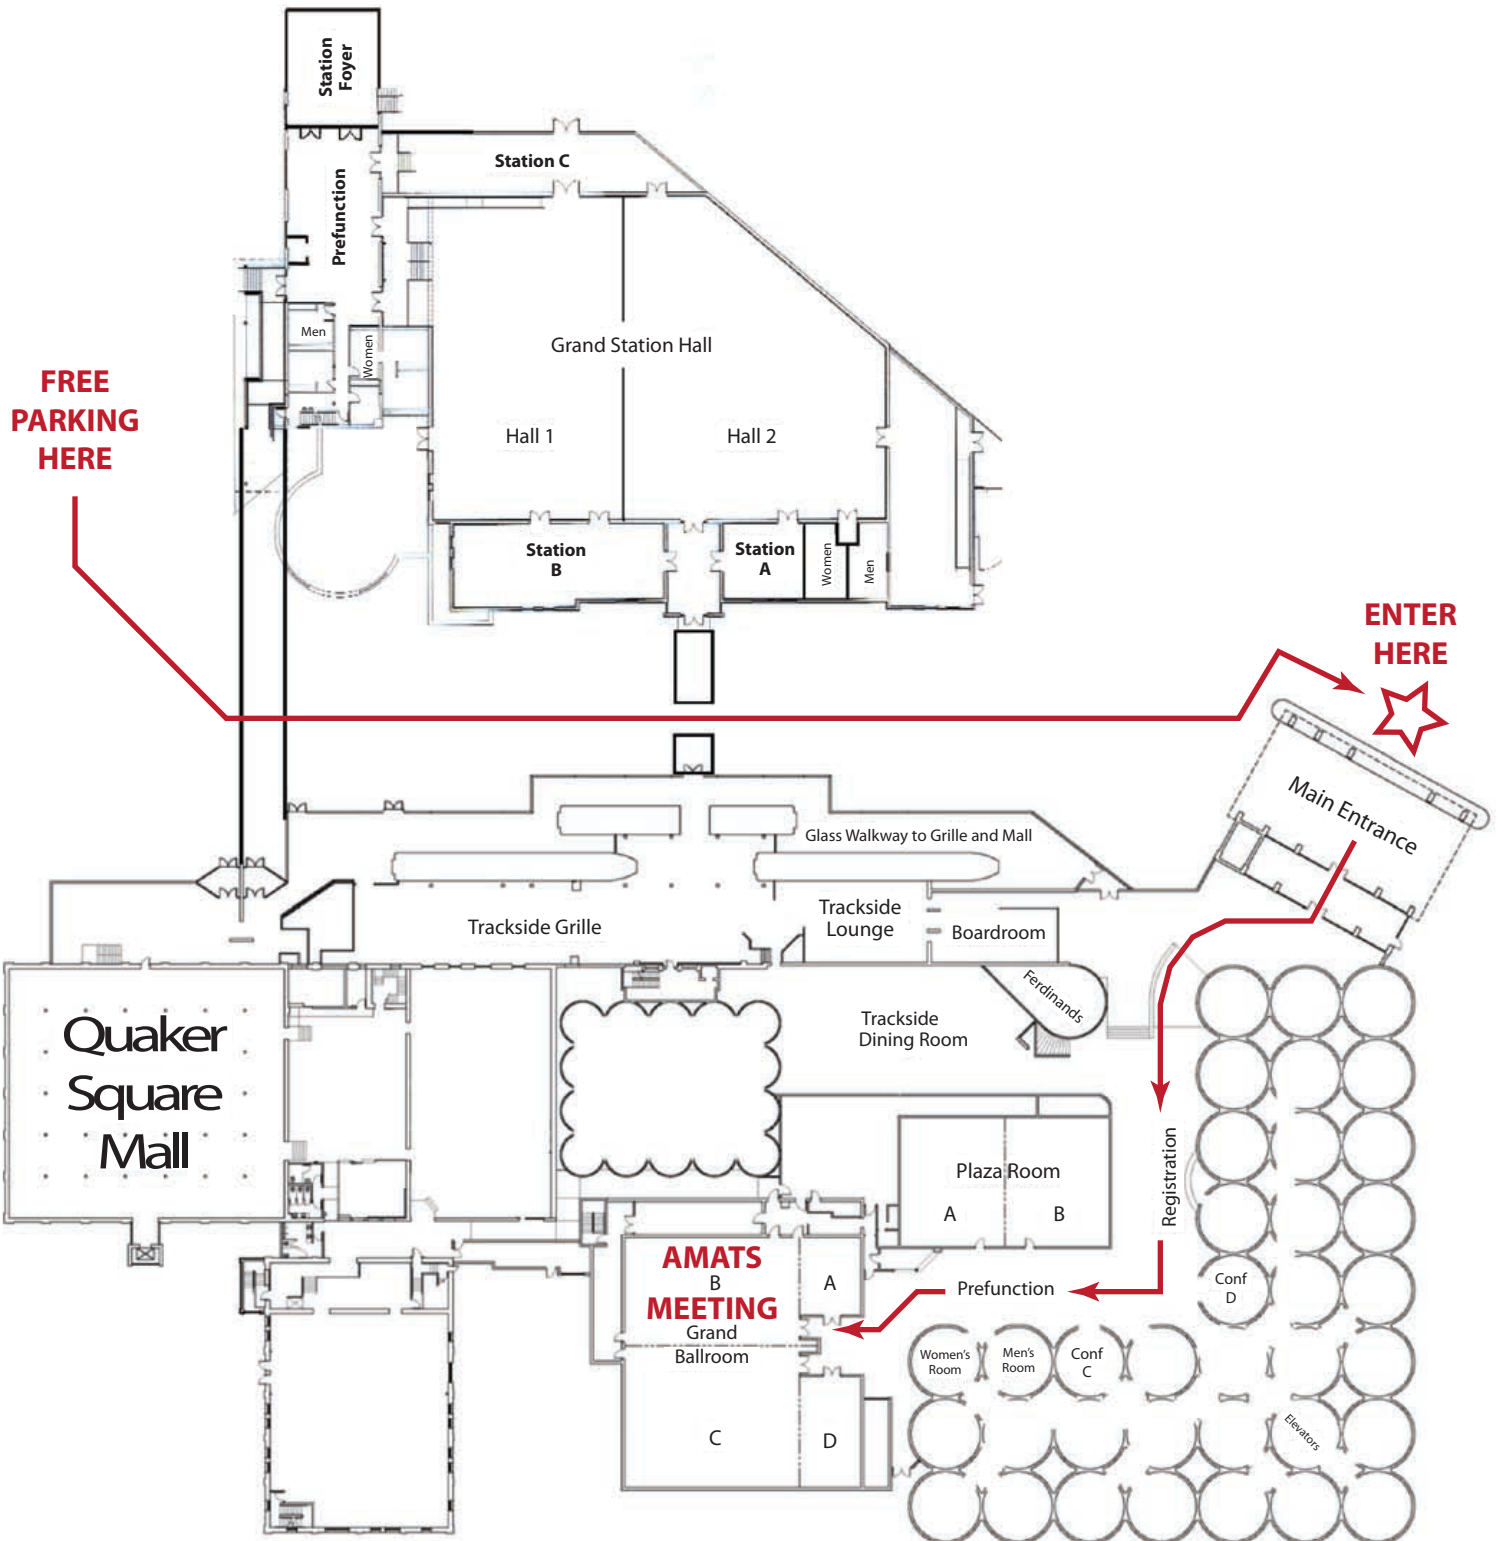 Station
Foyer
Station C
Prefunction
Men
Women
Grand Station Hall
FREE
PARKING
HERE
Hall 1
Hall 2
Station
B
Station
A
Women
Men
ENTER
HERE
Main Entrance
Glass Walkway to Grille and Mall
Trackside Grille
Trackside
Lounge
Boardroom
Ferdinands
Trackside
Dining Room
Quaker
Square
Mall
Plaza Room
A
B
Registration
AMATS
B
MEETING
Grand
Ballroom
A
C
D
Prefunction
Conf
D
Women's
Room
Men's
Room
Conf
C
Elevators